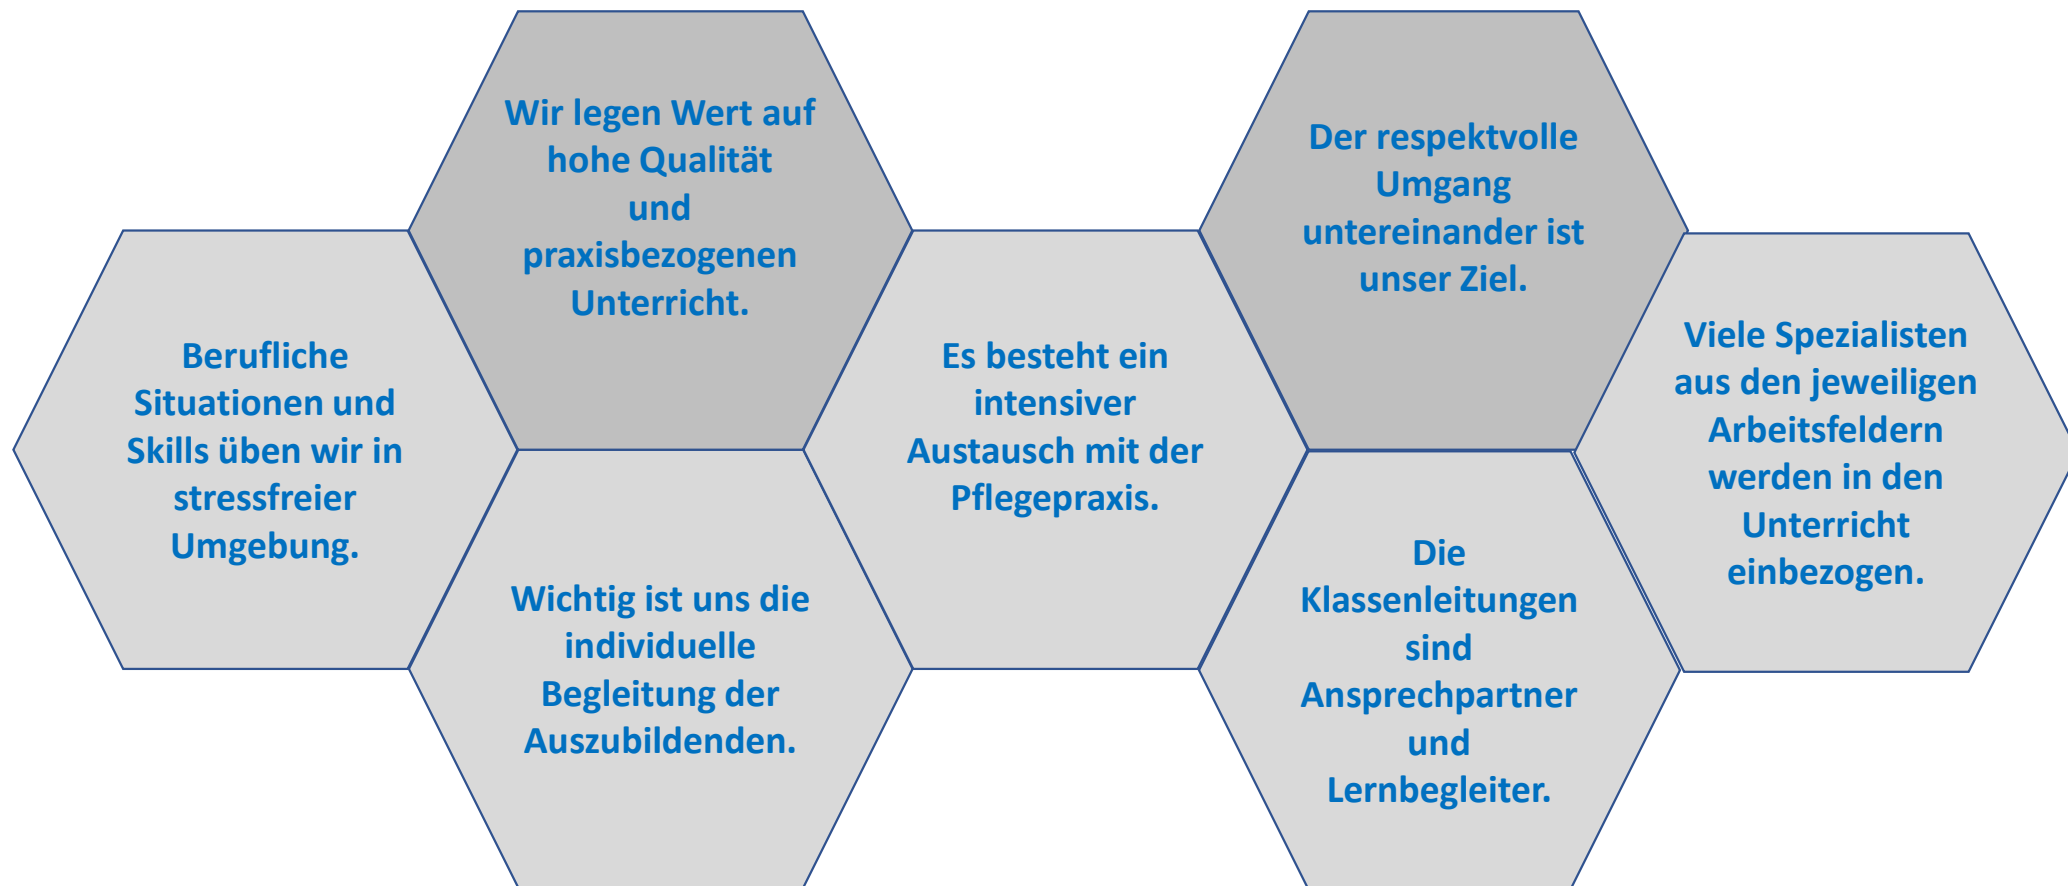 Wir legen Wert auf
hohe Qualität
und
praxisbezogenen
Unterricht.
Der respektvolle
Umgang
untereinander ist
unser Ziel.
Berufliche
Situationen und
Skills üben wir in
stressfreier
Umgebung.
Es besteht ein
intensiver
Austausch mit der
Pflegepraxis.
Viele Spezialisten
aus den jeweiligen
Arbeitsfeldern
werden in den
Unterricht
einbezogen.
Wichtig ist uns die
individuelle
Begleitung der
Auszubildenden.
Die
Klassenleitungen
sind
Ansprechpartner
und
Lernbegleiter.